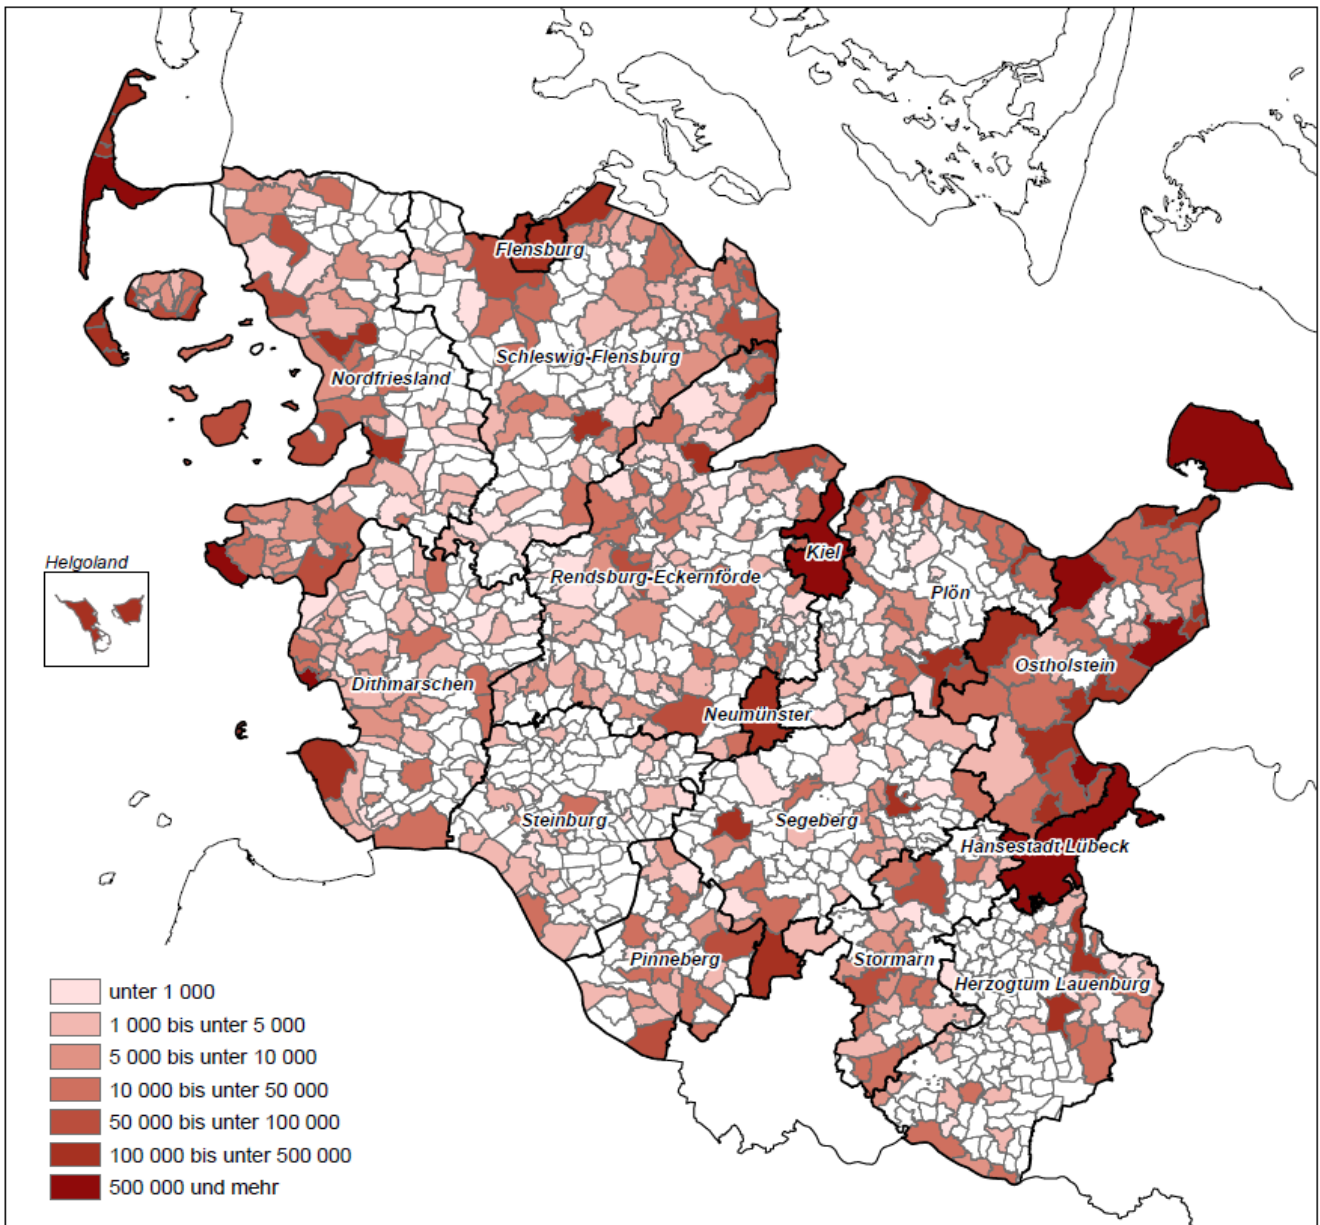 Flensburg
Schleswig-Flensburg
Nordfriesland
Kiel
Helgoland
Rendsburg-Eckernförde
Plön
Ostholstein
Dithmarschen
Neumünster
Steinburg
Segeberg
Hansestadt Lübeck
Pinneberg
Stormarn
Herzogtum Lauenburg
unter 1 000
1 000 bis unter 5 000
5 000 bis unter 10 000
10 000 bis unter 50 000
50 000 bis unter 100 000
100 000 bis unter 500 000
500 000 und mehr